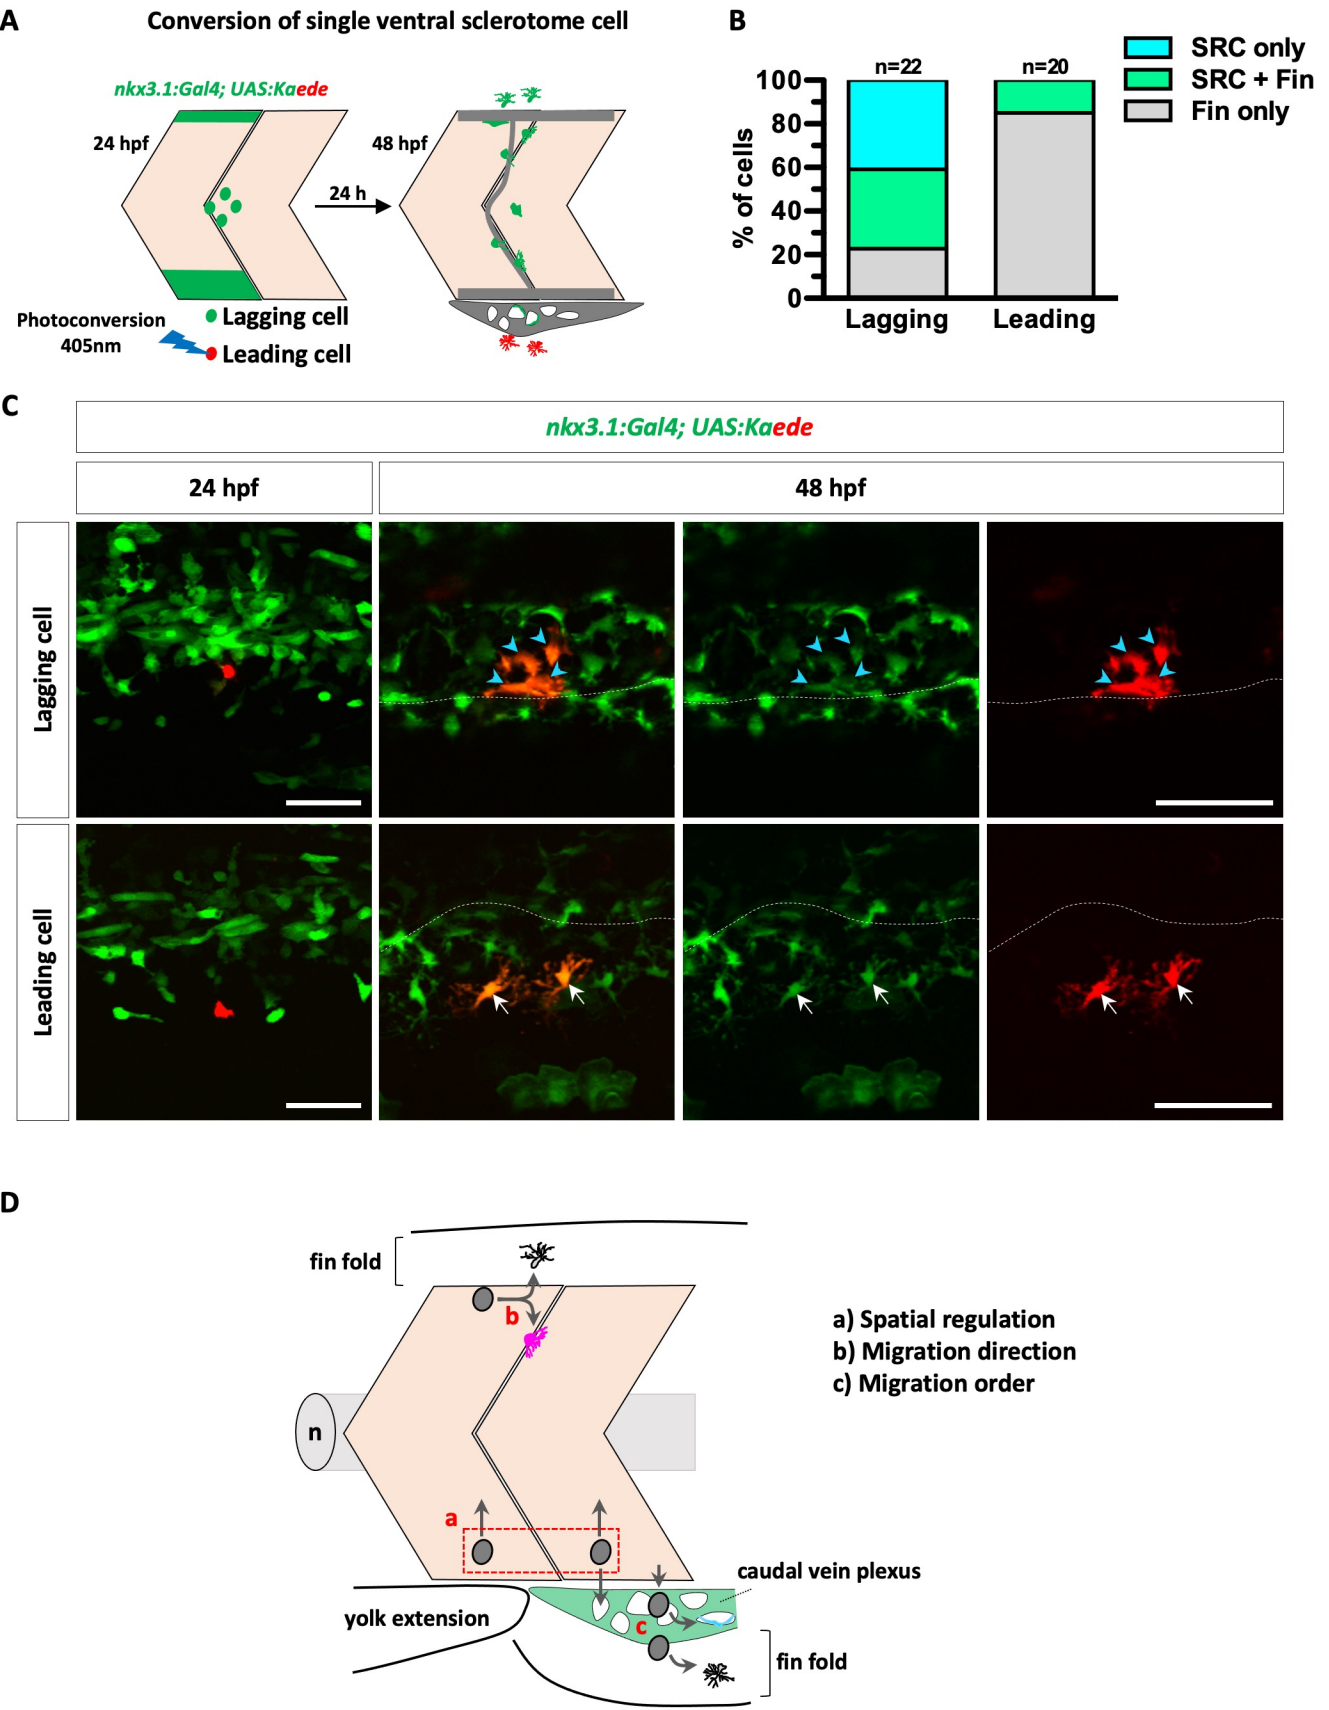 A
Conversion of single ventral sclerotome cell
nkx3.1:Gal4; UAS:Kaede
24 hpf
48 hpf
24 h
Photoconversion
405nm
Lagging cell
Leading cell
B
n=22
n=20
SRC only
SRC + Fin
Fin only
% of cells
100
80
60
40
20
0
Lagging
Leading
C
nkx3.1:Gal4; UAS:Kaede
24 hpf
48 hpf
Lagging cell
Leading cell
D
fin fold
b
n
a
a) Spatial regulation
b) Migration direction
c) Migration order
caudal vein plexus
yolk extension
c
fin fold